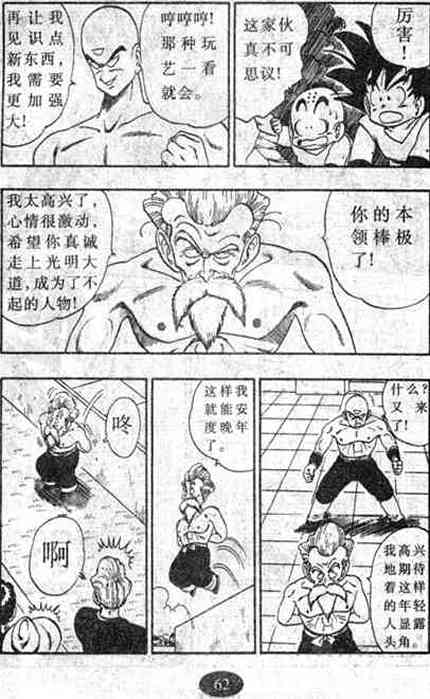 厉害!
这家伙
真不可
思议!
哼哼哼!
那种玩
艺一看
就会。
再让我
见识点
新东西,
我需要
更加强
大!
你的本
领棒极
了!
我太高兴了,
心情很激动,
希望你真诚
走上光明大
道,成为了不
起的人物!
什么?
又来
了!
我高兴
地期待
着这样
的年轻
人显露
头角。
这样我
就能安
度晚年
了。
咚
啊
62